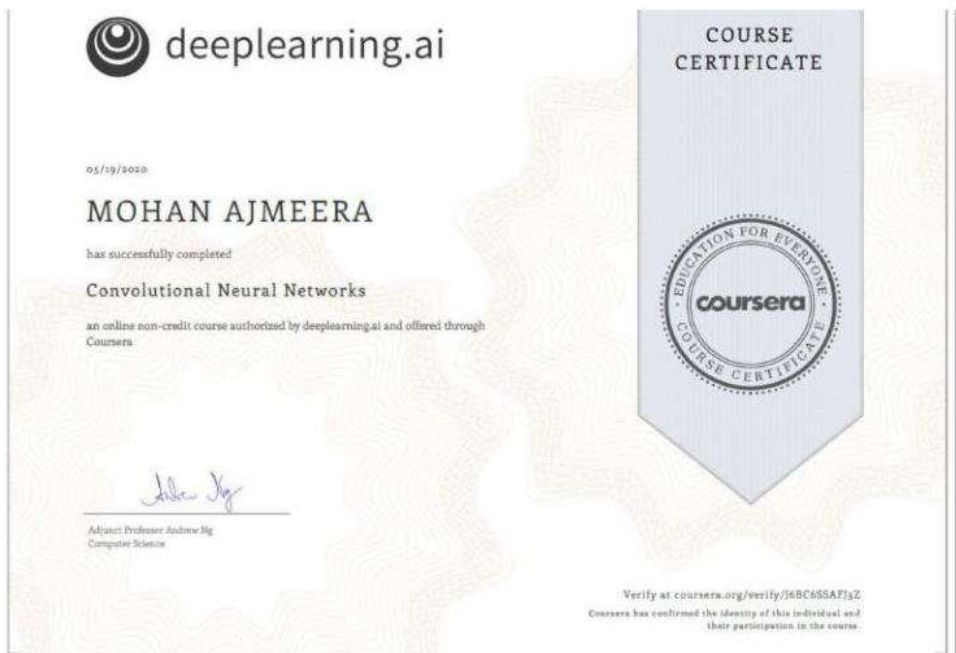 deeplearning.ai
COURSE
CERTIFICATE
05/19/2020
MOHAN AJMEERA
has successfully completed
Convolutional Neural Networks
an online non-credit course authorized by deeplearning.ai and offered through
Coursera
EDUCATION FOR EVERYONE
coursera
COURSE CERTIFICATE
Andrew Ng
Adjunct Professor Andrew Ng
Computer Science
Verify at coursera.org/verify/J6BC6SSAFJ3Z
Coursera has confirmed the identity of this individual and
their participation in the course.